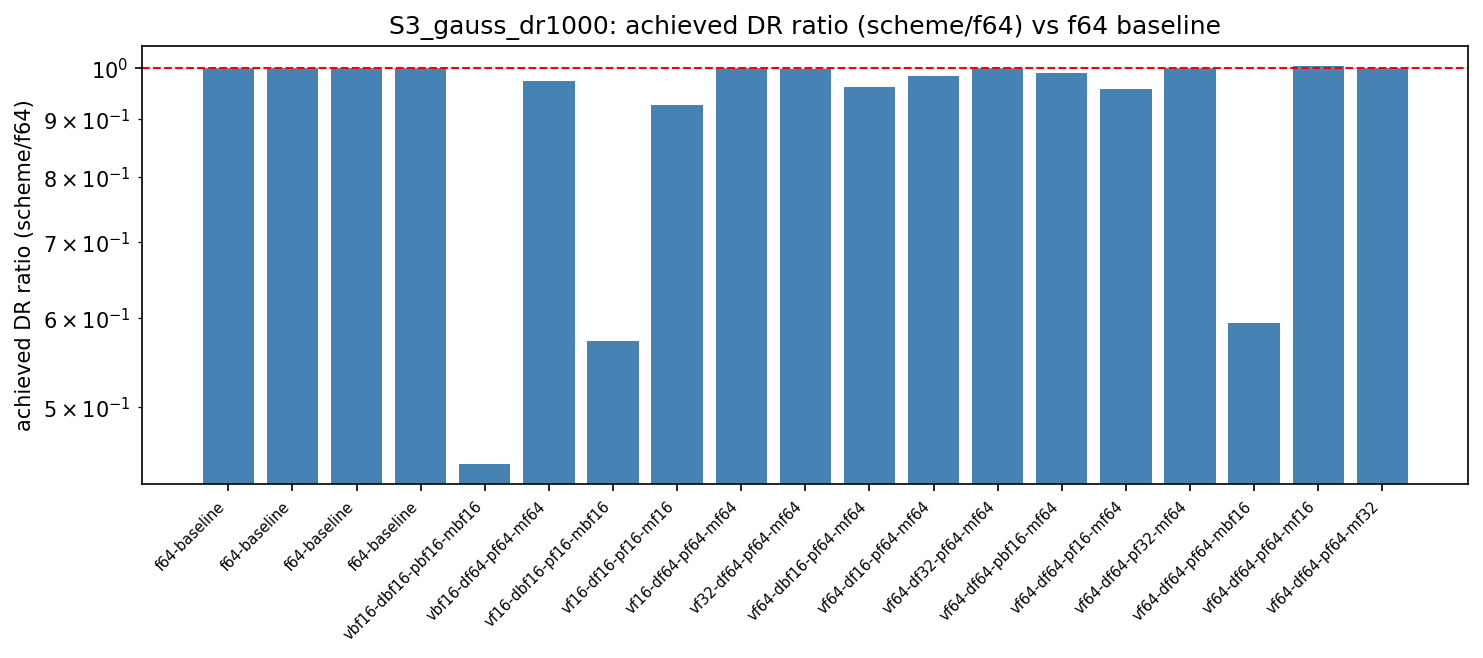 S3_gauss_dr1000: achieved DR ratio (scheme/f64) vs f64 baseline
achieved DR ratio (scheme/f64)
10^0
9 × 10^−1
8 × 10^−1
7 × 10^−1
6 × 10^−1
5 × 10^−1
f64-baseline
f64-baseline
f64-baseline
f64-baseline
vbf16-dbf16-pbf16-mbf16
vbf16-df64-pf64-mf64
vf16-dbf16-pf16-mbf16
vf16-df16-pf16-mf16
vf16-df64-pf64-mf64
vf32-df64-pf64-mf64
vf64-dbf16-pf64-mf64
vf64-df16-pf64-mf64
vf64-df32-pf64-mf64
vf64-df64-pbf16-mf64
vf64-df64-pf16-mf64
vf64-df64-pf32-mf64
vf64-df64-pf64-mbf16
vf64-df64-pf64-mf16
vf64-df64-pf64-mf32